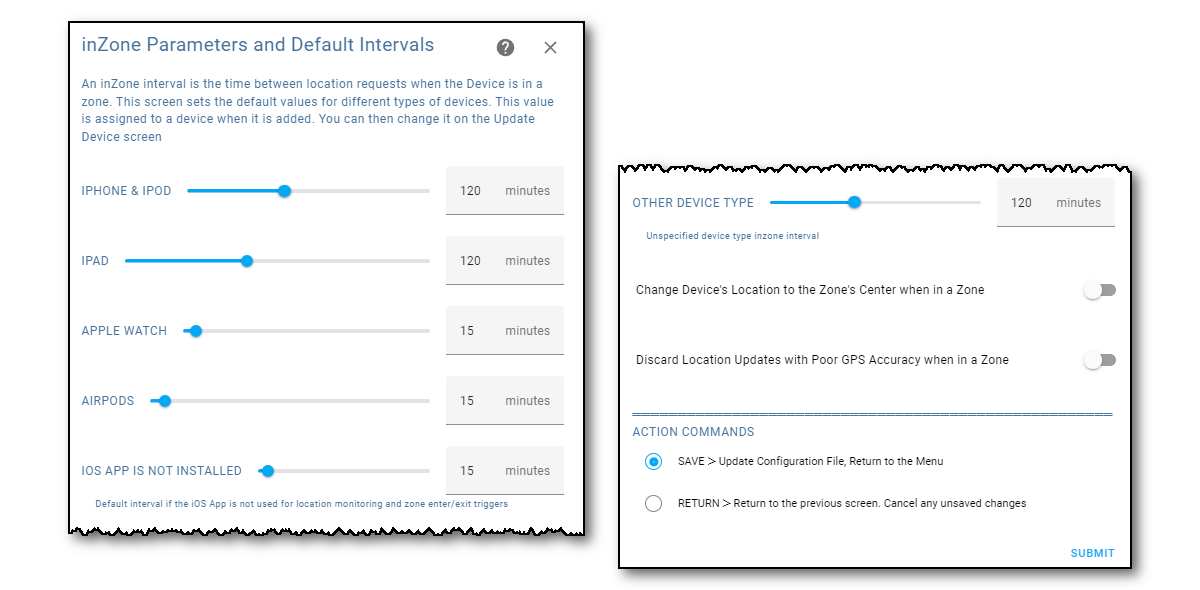 inZone Parameters and Default Intervals
An inZone interval is the time between location requests when the Device is in a
zone. This screen sets the default values for different types of devices. This value
is assigned to a device when it is added. You can then change it on the Update
Device screen
IPHONE & IPOD 120 minutes
IPAD 120 minutes
APPLE WATCH 15 minutes
AIRPODS 15 minutes
IOS APP IS NOT INSTALLED 15 minutes
Default interval if the iOS App is not used for location monitoring and zone enter/exit triggers
OTHER DEVICE TYPE 120 minutes
Unspecified device type inzone interval
Change Device's Location to the Zone's Center when in a Zone
Discard Location Updates with Poor GPS Accuracy when in a Zone
ACTION COMMANDS
SAVE > Update Configuration File, Return to the Menu
RETURN > Return to the previous screen. Cancel any unsaved changes
SUBMIT